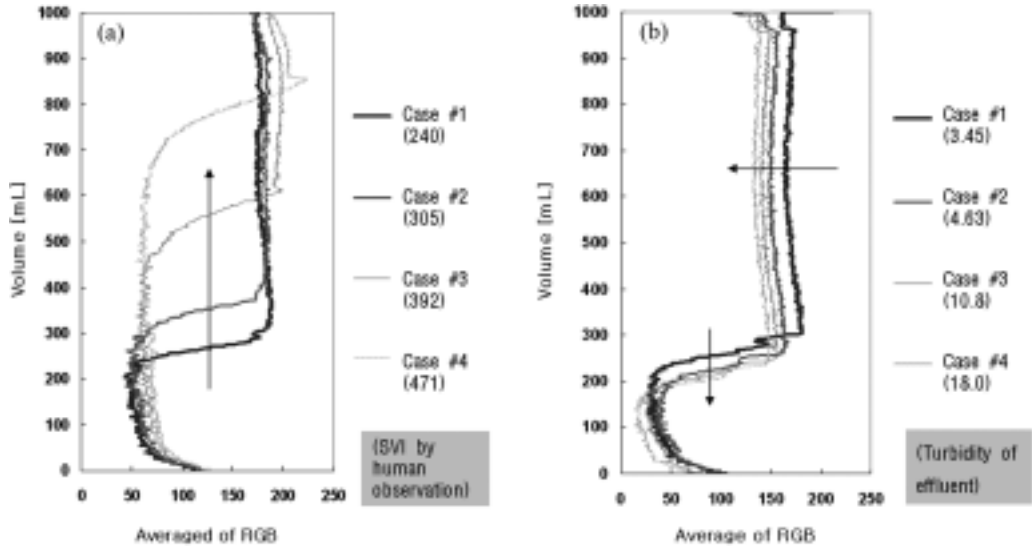 (a)
1000
900
800
700
600
500
400
300
200
100
0
Volume [mL]
0 50 100 150 200 250
Averaged of RGB
Case #1
(240)
Case #2
(305)
Case #3
(392)
Case #4
(471)
(SVI by
human
observation)
(b)
1000
900
800
700
600
500
400
300
200
1000
0
Volume [mL]
0 50 100 150 200 250
Average of RGB
Case #1
(3.45)
Case #2
(4.63)
Case #3
(10.8)
Case #4
(18.0)
(Turbidity of
effluent)